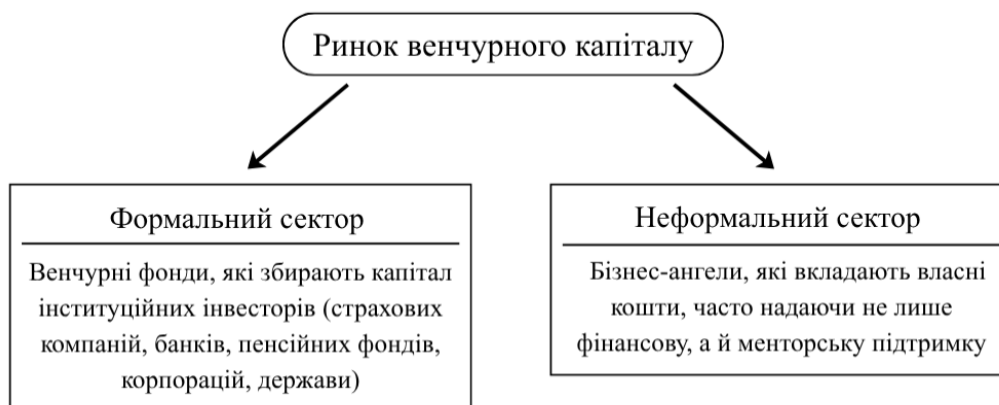 Ринок венчурного капіталу
Формальний сектор
Венчурні фонди, які збирають капітал
інституційних інвесторів (страхових
компаній, банків, пенсійних фондів,
корпорацій, держави)
Неформальний сектор
Бізнес-ангели, які вкладають власні
кошти, часто надаючи не лише
фінансову, а й менторську підтримку